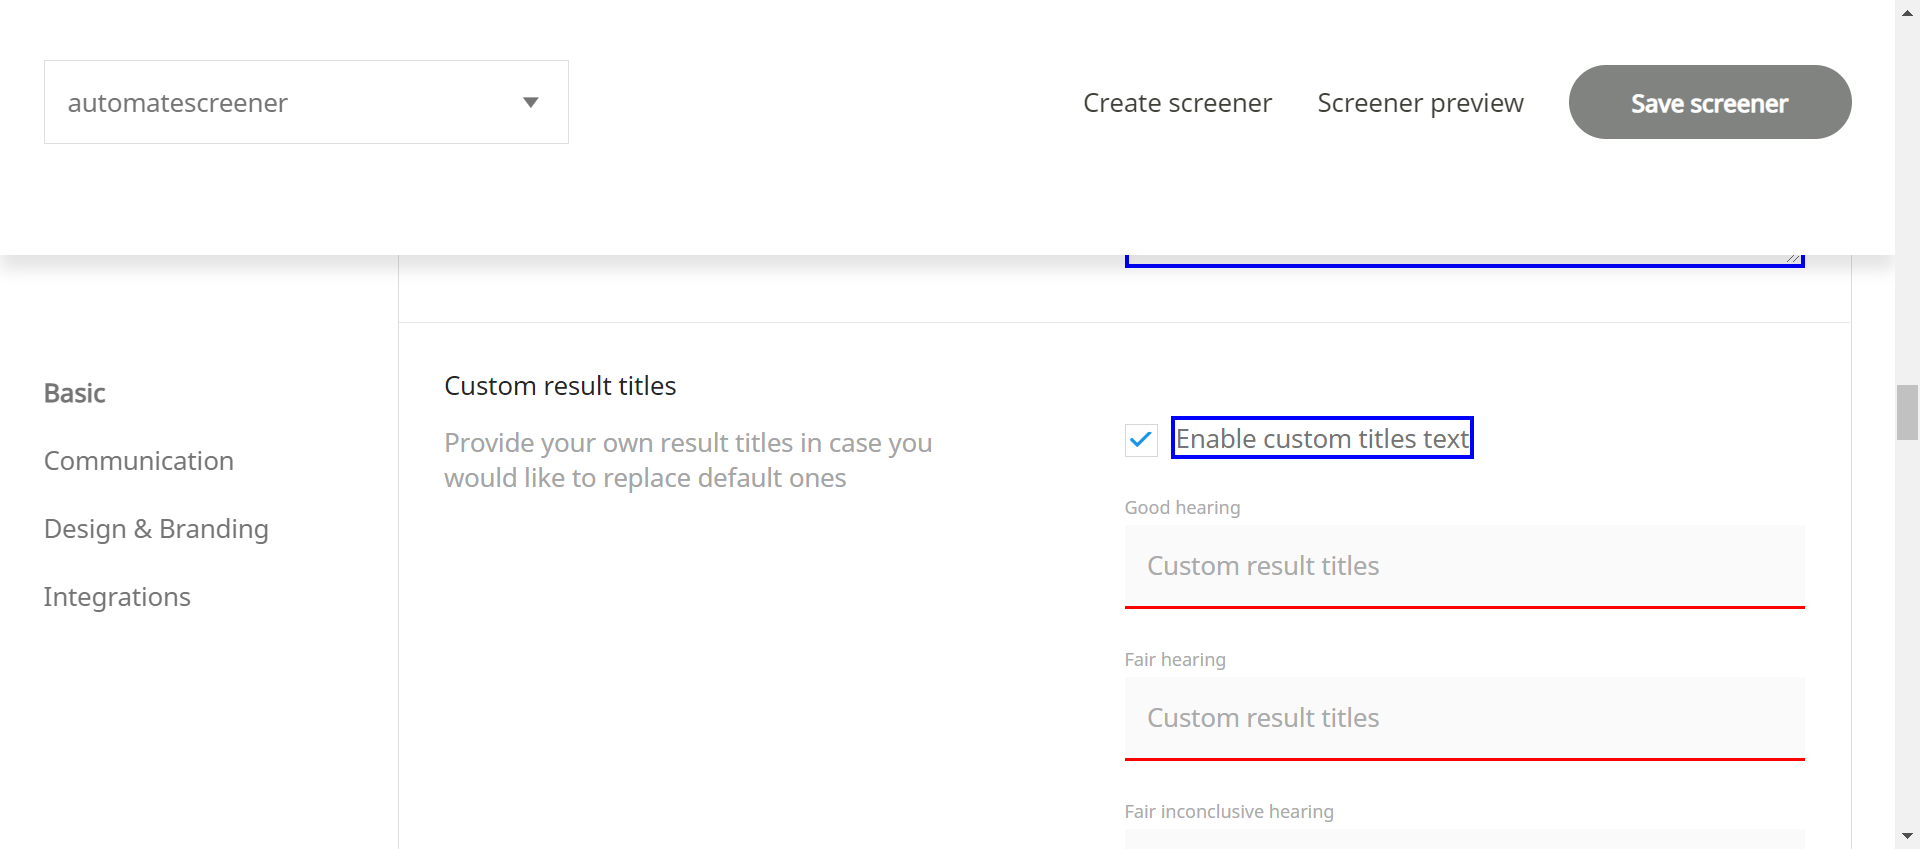 automatescreener
Create screener
Screener preview
Save screener
Basic
Communication
Design & Branding
Integrations
Custom result titles
Provide your own result titles in case you
would like to replace default ones
Enable custom titles text
Good hearing
Custom result titles
Fair hearing
Custom result titles
Fair inconclusive hearing